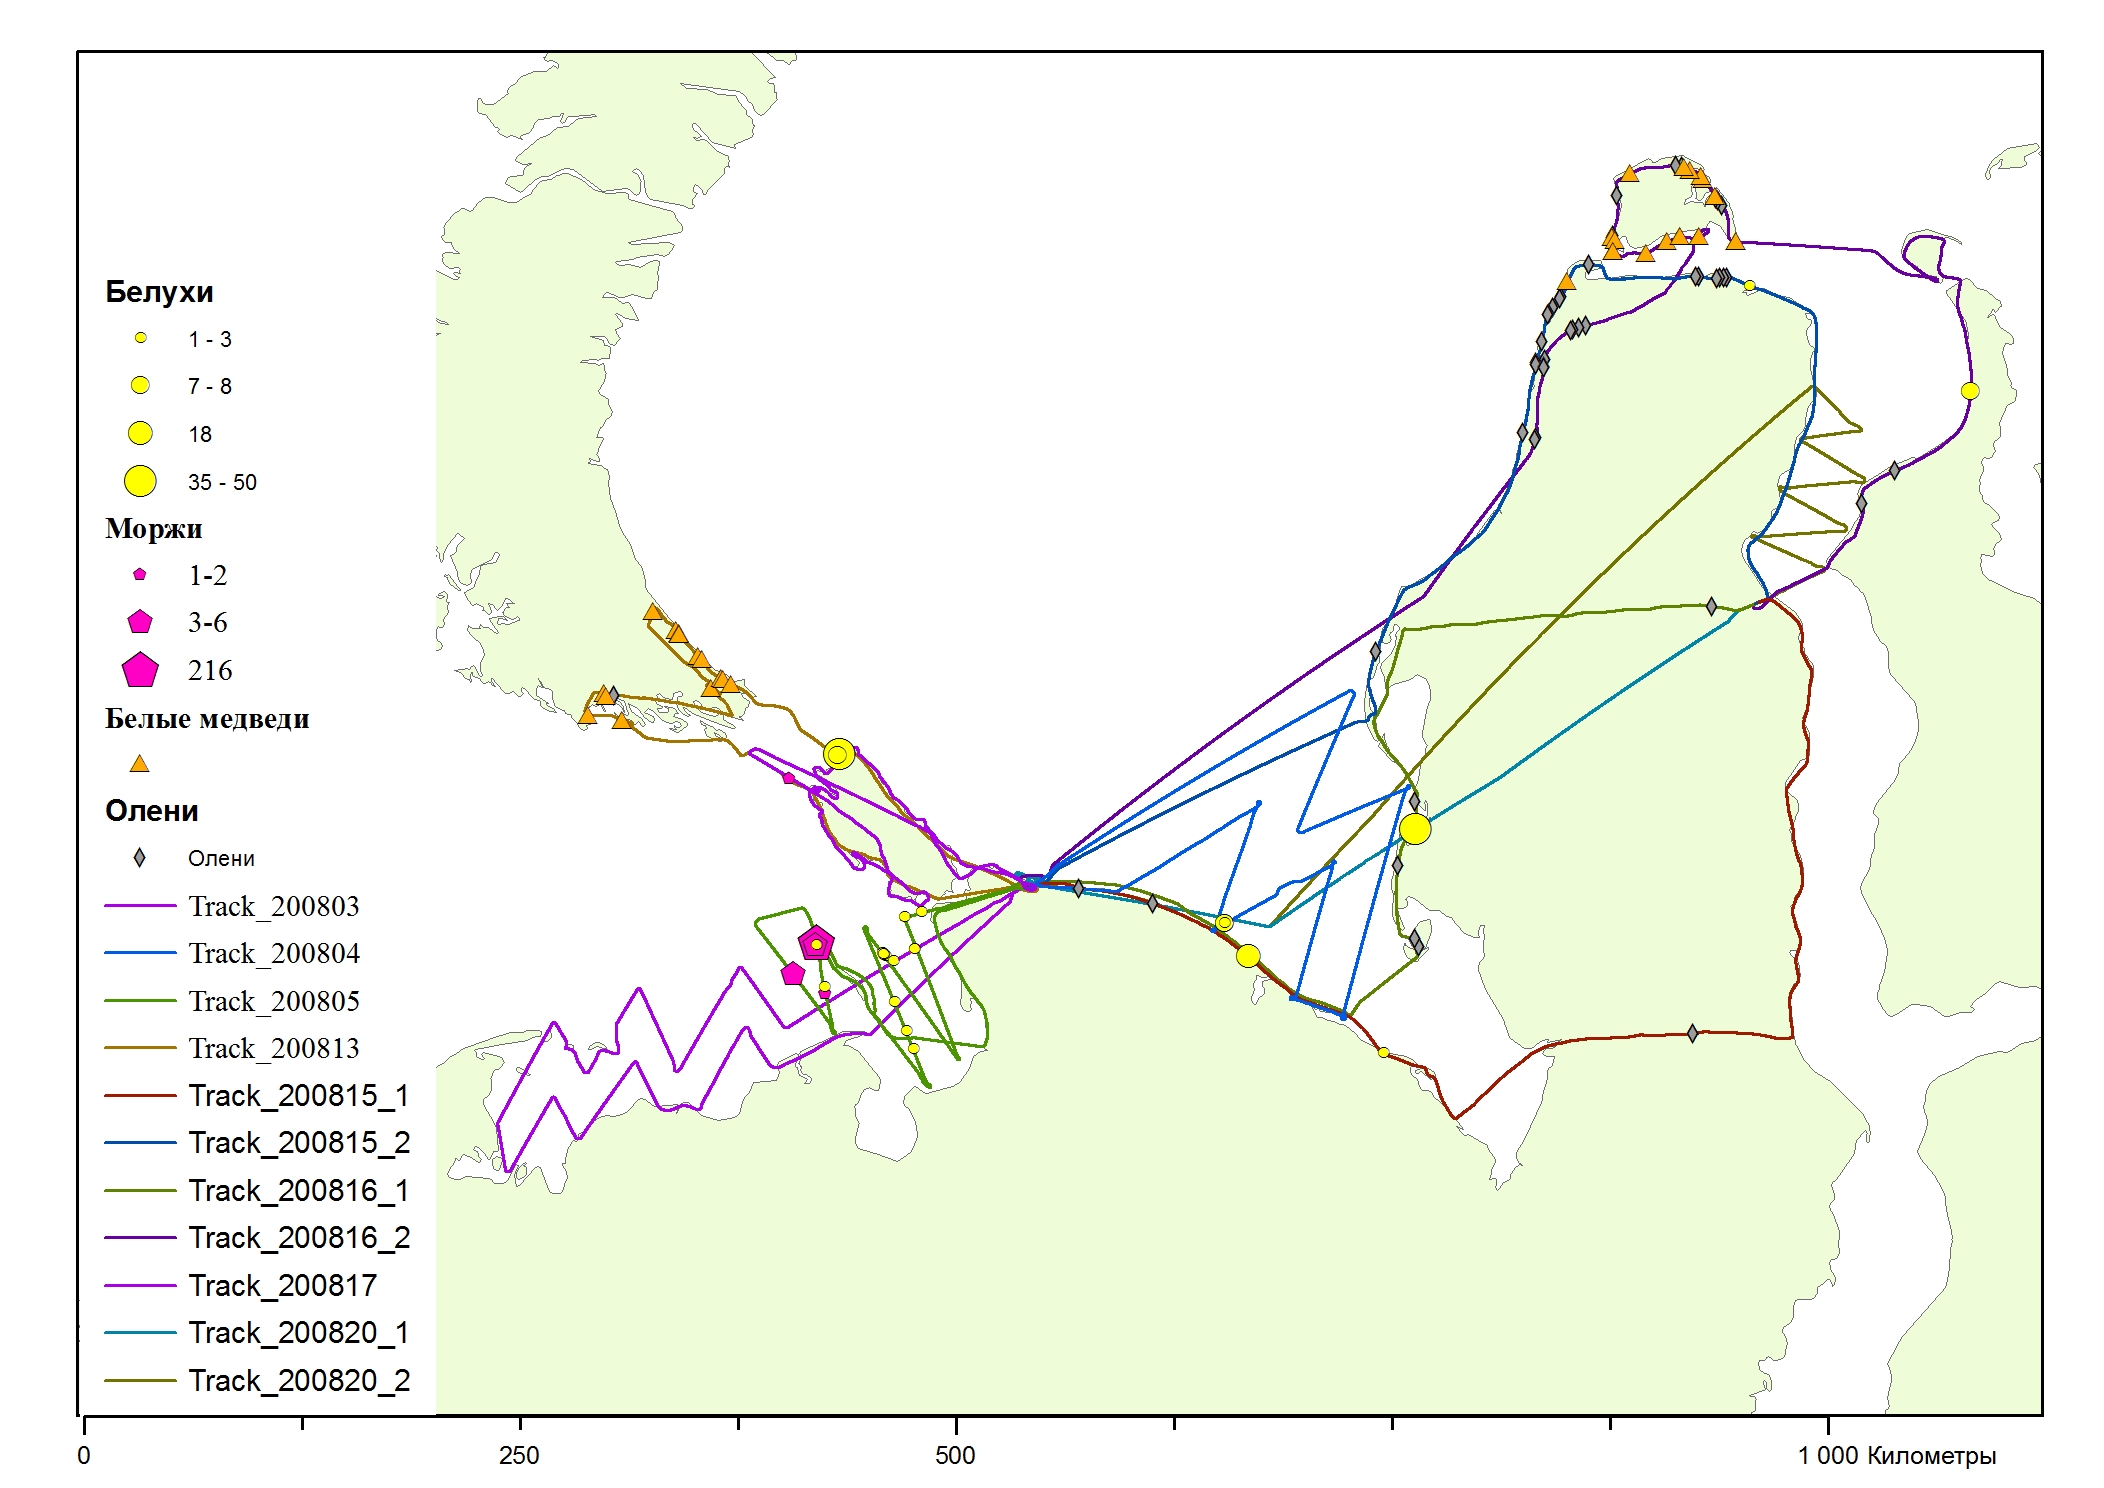 Белухи
1 - 3
7 - 8
18
35 - 50
Моржи
1-2
3-6
216
Белые медведи
Олени
Олени
Track_200803
Track_200804
Track_200805
Track_200813
Track_200815_1
Track_200815_2
Track_200816_1
Track_200816_2
Track_200817
Track_200820_1
Track_200820_2
0 250 500 1 000 Километры